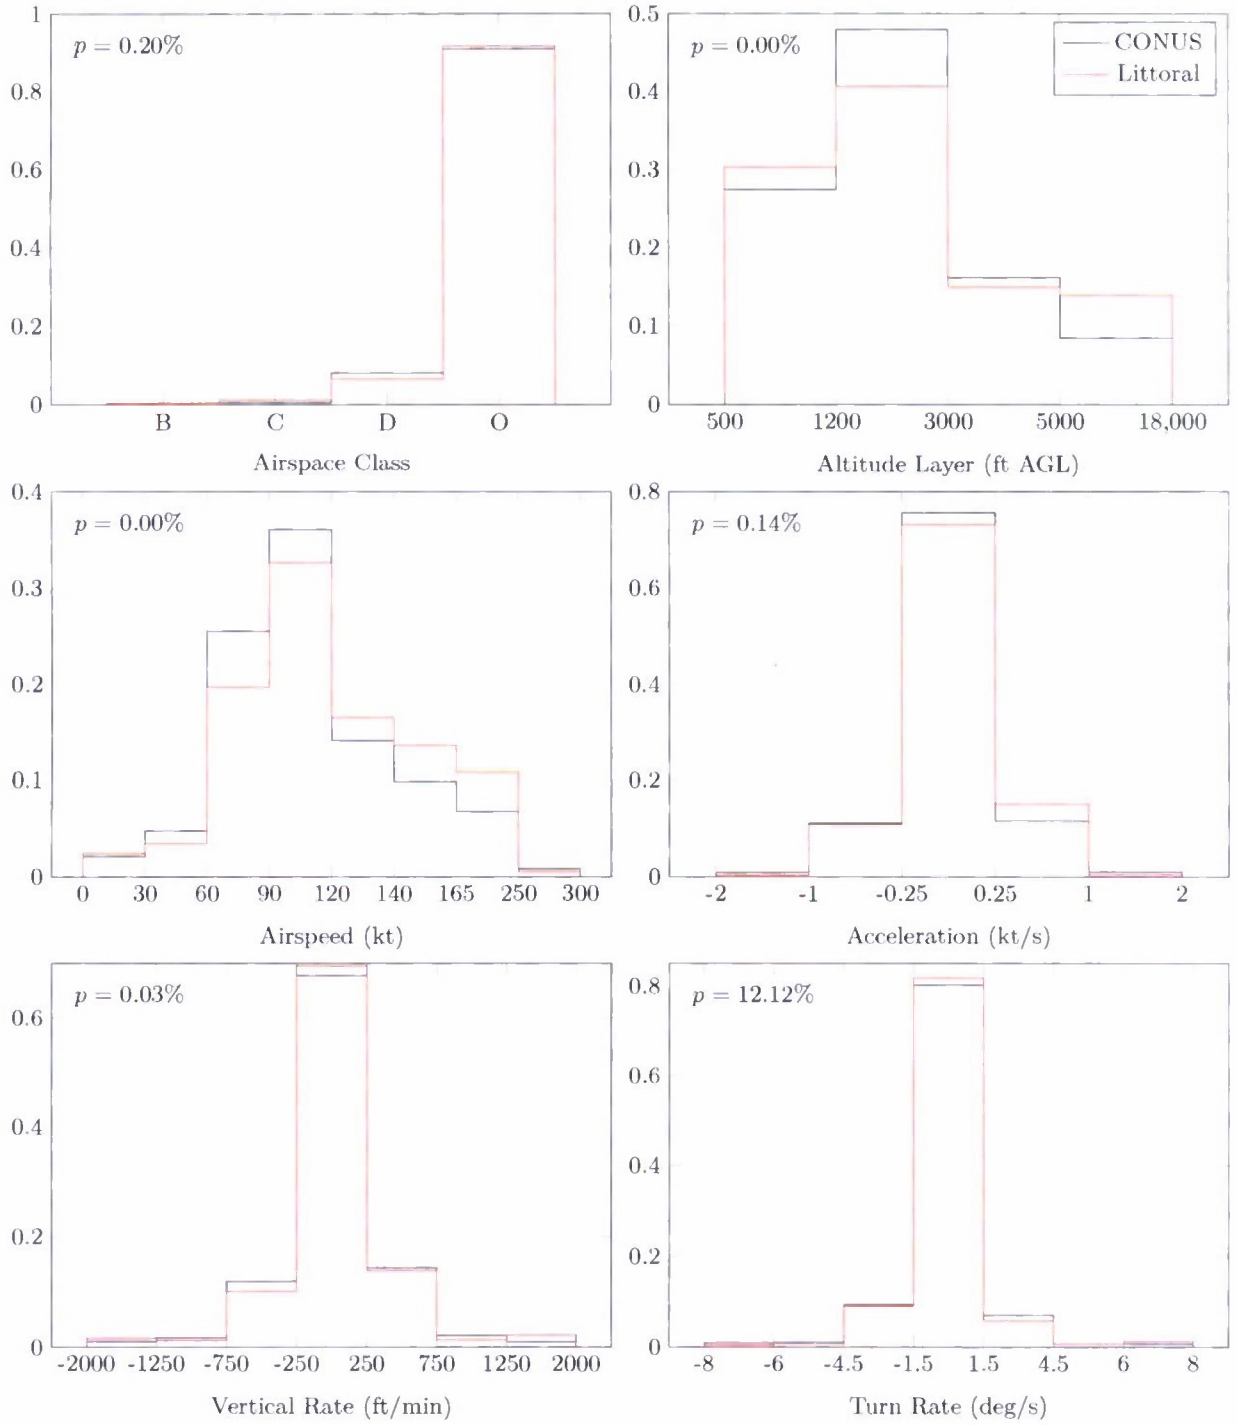 p = 0.20%
1
0.8
0.6
0.4
0.2
0
B C D O
Airspace Class
p = 0.00%
CONUS
Littoral
0.5
0.4
0.3
0.2
0.1
0
500 1200 3000 5000 18,000
Altitude Layer (ft AGL)
p = 0.00%
0.4
0.3
0.2
0.1
0
0 30 60 90 120 140 165 250 300
Airspeed (kt)
p = 0.14%
0.8
0.6
0.4
0.2
0
-2 -1 -0.25 0.25 1 2
Acceleration (kt/s)
p = 0.03%
0.6
0.4
0.2
0
-2000 -1250 -750 -250 250 750 1250 2000
Vertical Rate (ft/min)
p = 12.12%
0.8
0.6
0.4
0.2
0
-8 -6 -4.5 -1.5 1.5 4.5 6 8
Turn Rate (deg/s)